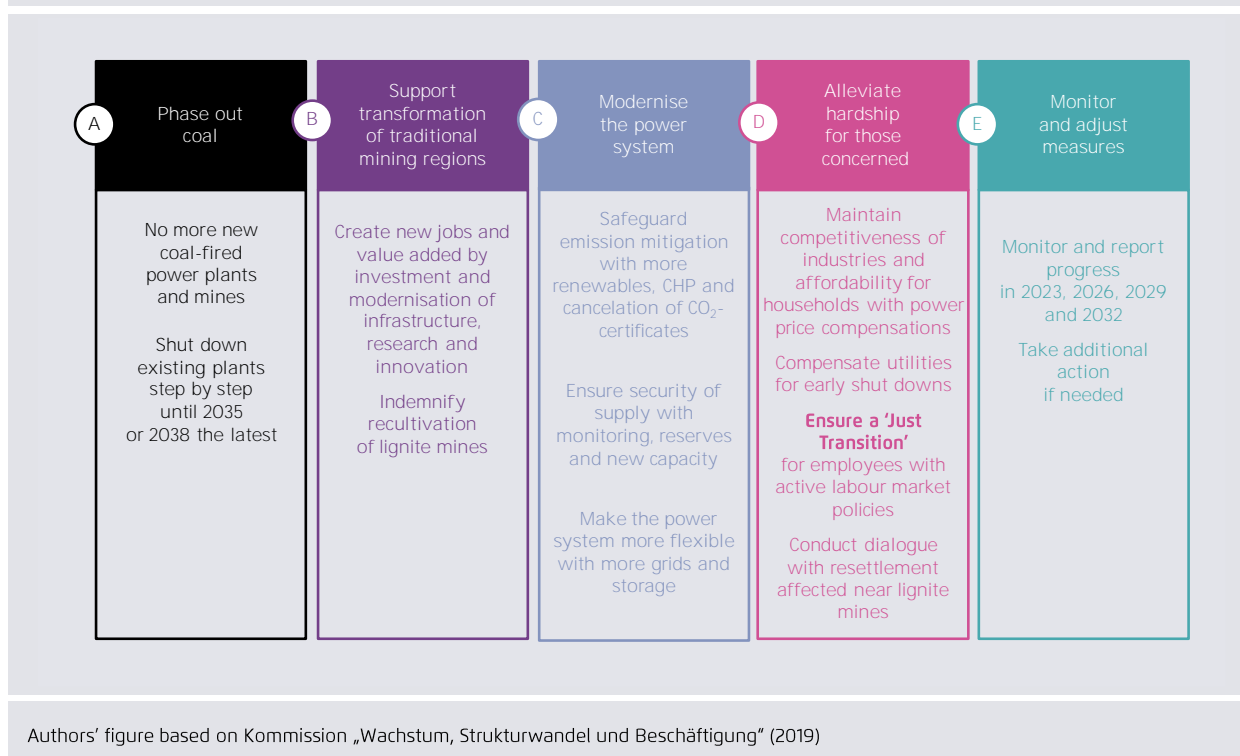 A
Phase out
coal
No more new
coal-fired
power plants
and mines
Shut down
existing plants
step by step
until 2035
or 2038 the latest
B
Support
transformation
of traditional
mining regions
Create new jobs and
value added by
investment and
modernisation of
infrastructure,
research and
innovation
Indemnify
recultivation
of lignite mines
C
Modernise
the power
system
Safeguard
emission mitigation
with more
renewables, CHP and
cancelation of CO₂-
certificates
Ensure security of
supply with
monitoring, reserves
and new capacity
Make the power
system more flexible
with more grids and
storage
D
Alleviate
hardship
for those
concerned
Maintain
competitiveness of
industries and
affordability for
households with power
price compensations
Compensate utilities
for early shut downs
Ensure a ‘Just
Transition’
for employees with
active labour market
policies
Conduct dialogue
with resettlement
affected near lignite
mines
E
Monitor
and adjust
measures
Monitor and report
progress
in 2023, 2026, 2029
and 2032
Take additional
action
if needed
Authors’ figure based on Kommission „Wachstum, Strukturwandel und Beschäftigung“ (2019)